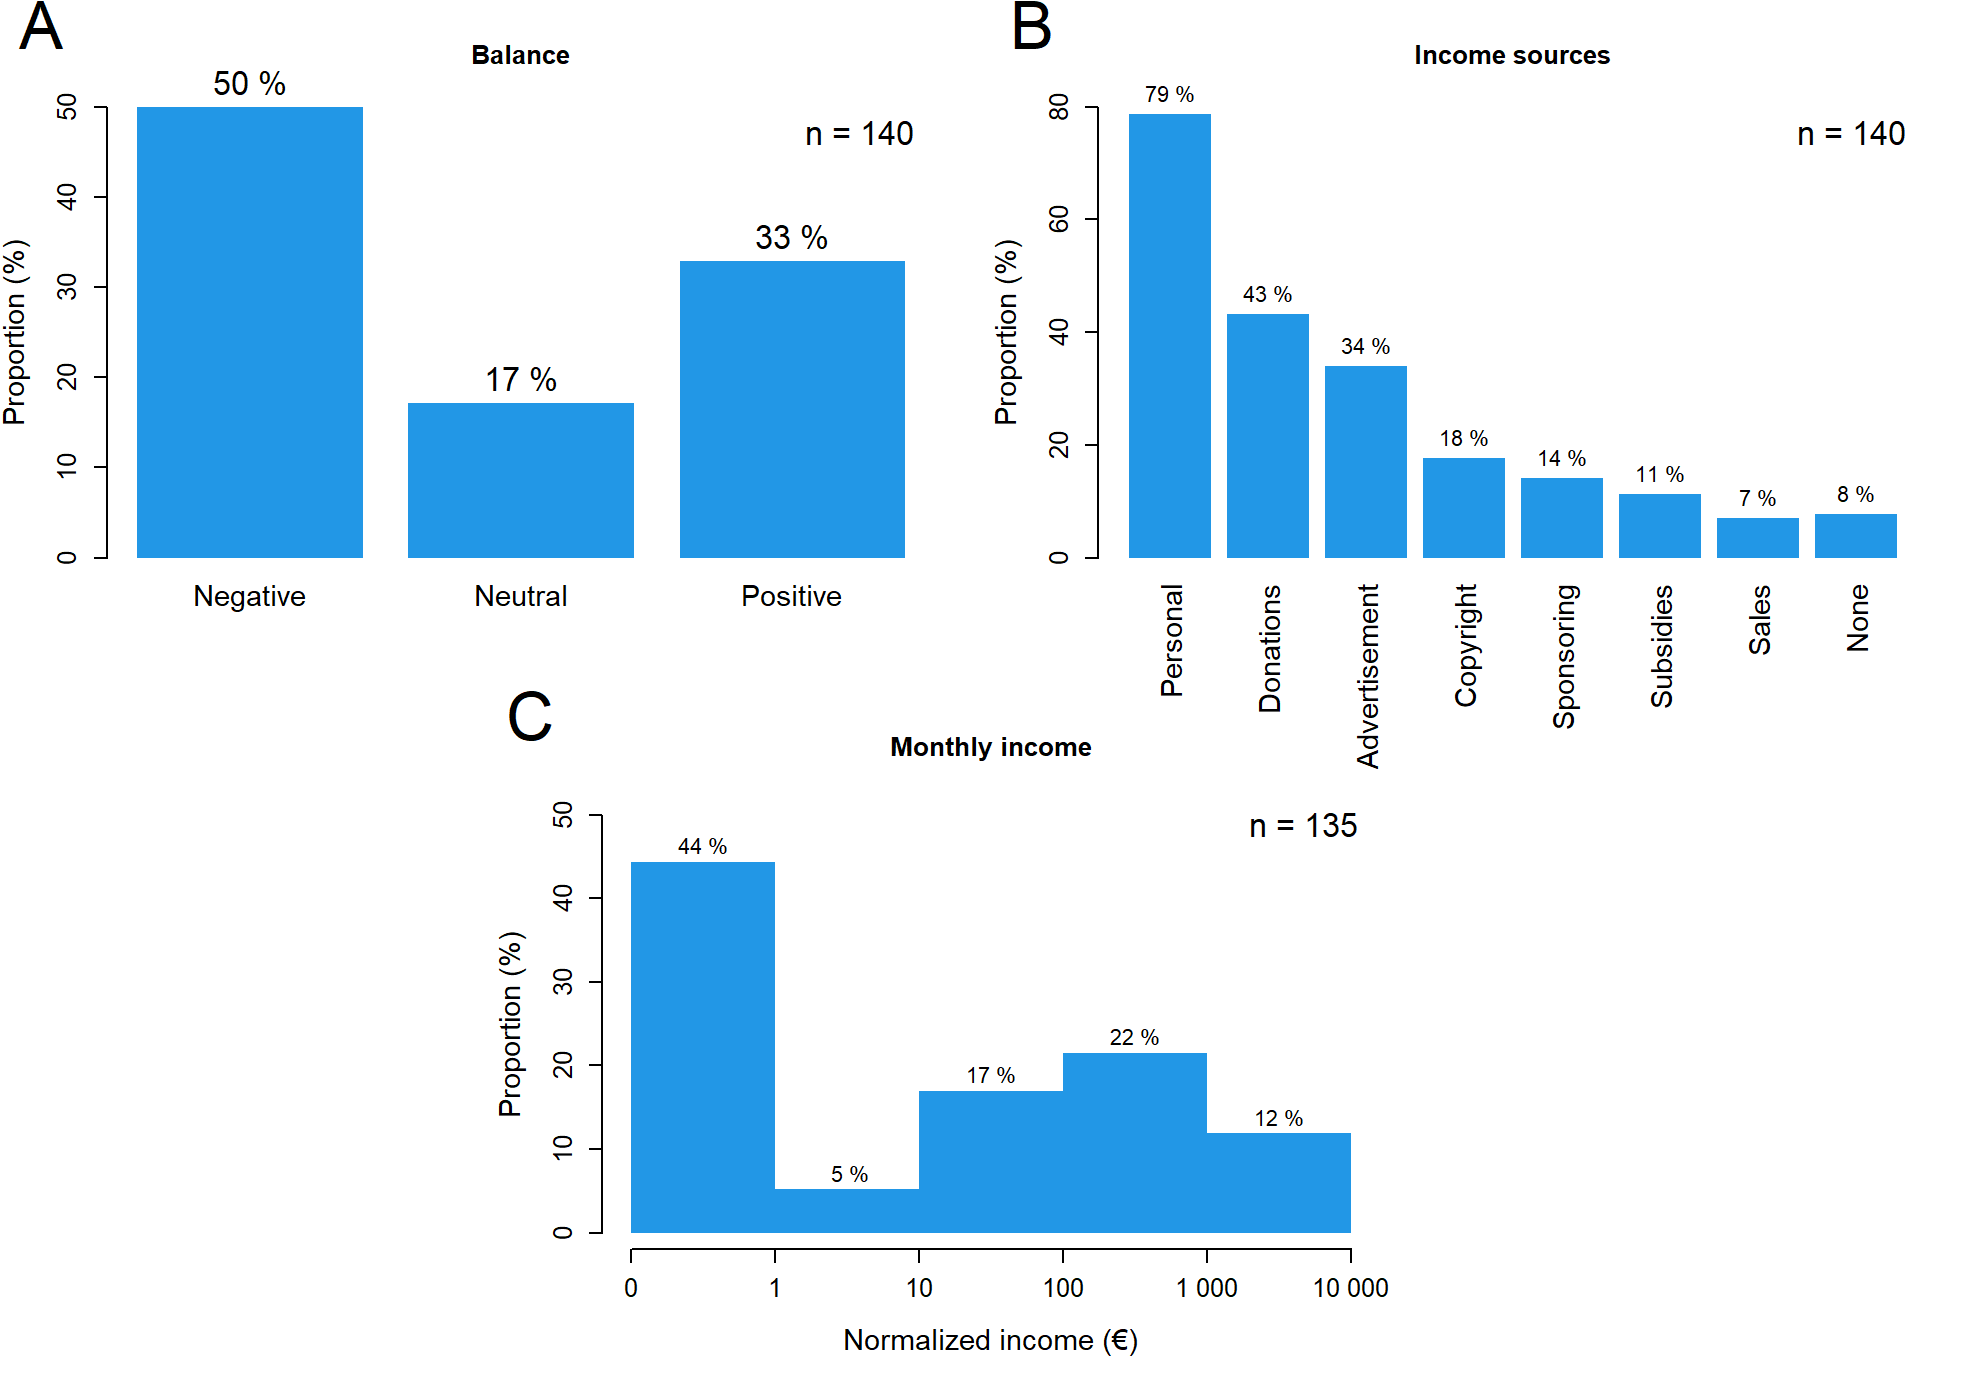 A
Balance
50 %
n = 140
33 %
17 %
50
40
30
20
10
0
Proportion (%)
Negative Neutral Positive
B
Income sources
79 %
n = 140
43 %
34 %
18 %
14 %
11 %
7 %
8 %
80
60
40
20
0
Proportion (%)
Personal
Donations
Advertisement
Copyright
Sponsoring
Subsidies
Sales
None
C
Monthly income
n = 135
44 %
5 %
17 %
22 %
12 %
50
40
30
20
10
0
Proportion (%)
0 1 10 100 1 000 10 000
Normalized income (€)